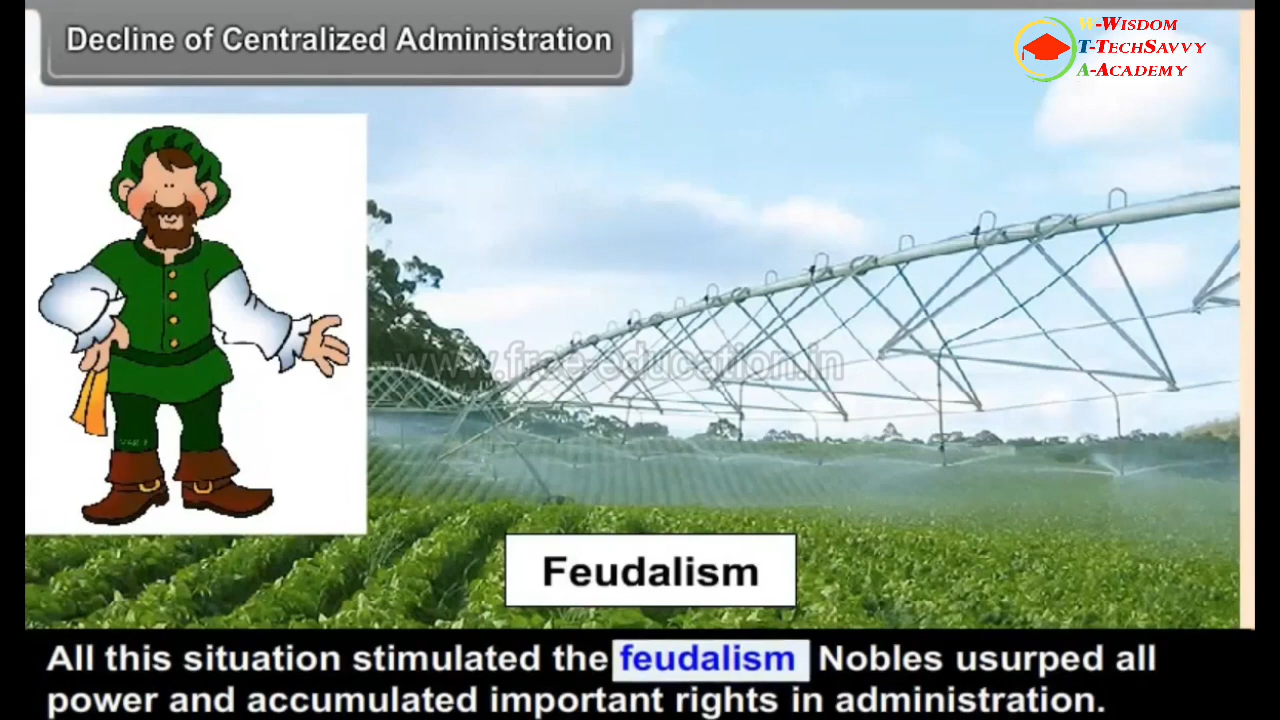 Decline of Centralized Administration
W-WISDOM
T-TECHSAVVY
A-ACADEMY
www.free-education.in
Feudalism
All this situation stimulated the feudalism Nobles usurped all
power and accumulated important rights in administration.